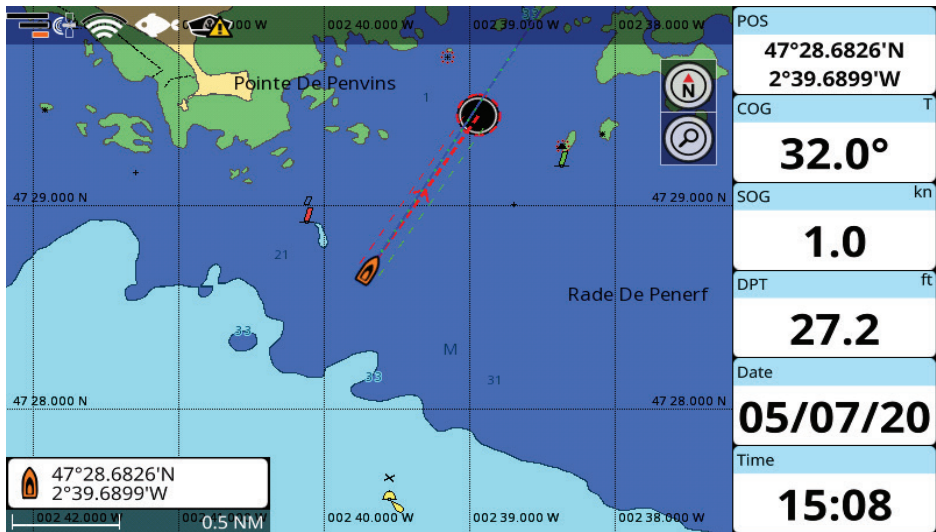 002 40.000 W
002 39.000 W
002 38.000 W
33
Pointe De Penvins
1
N
47 29.000 N
47 29.000 N
21
Rade De Penerf
33
M
33
31
47 28.000 N
47 28.000 N
47°28.6826'N
2°39.6899'W
002 42.000 W
002 40.000 W
002 39.000 W
002 38.000 W
0.5 NM
POS
47°28.6826'N
2°39.6899'W
COG T
32.0°
SOG kn
1.0
DPT ft
27.2
Date
05/07/20
Time
15:08